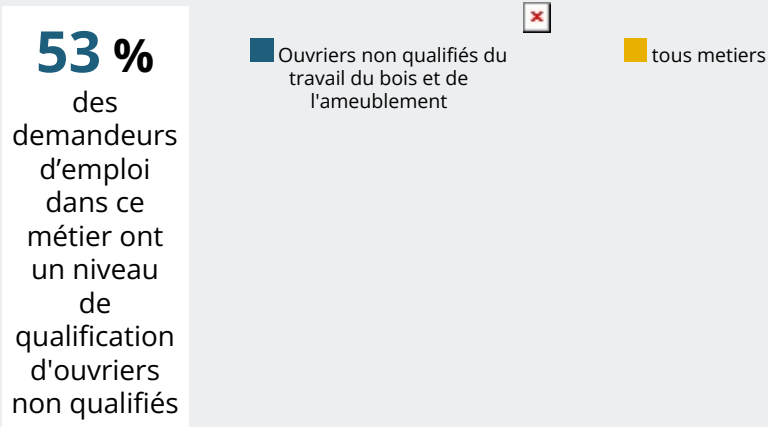 53 %
des
demandeurs
d’emploi
dans ce
métier ont
un niveau
de
qualification
d'ouvriers
non qualifiés
Ouvriers non qualifiés du
travail du bois et de
l'ameublement
tous metiers